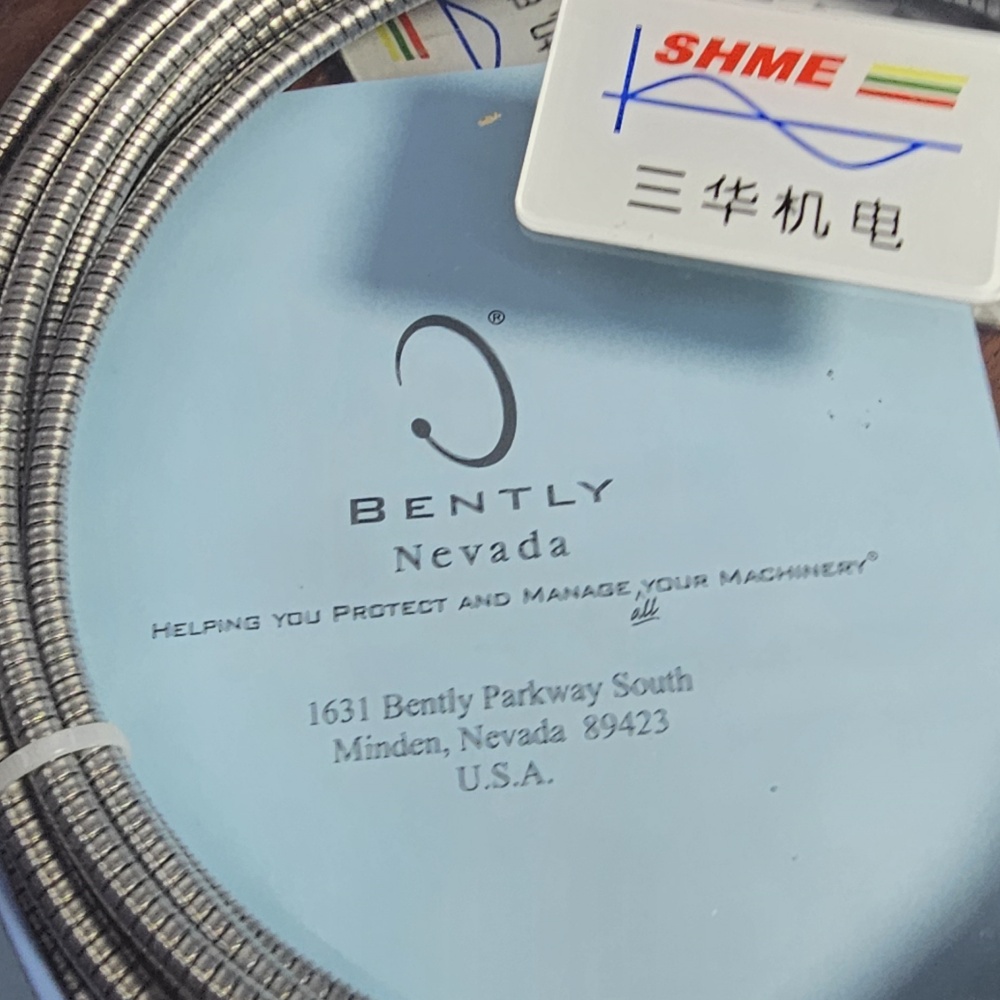 SHME
三华机电
®
BENTLY
Nevada
HELPING YOU PROTECT AND MANAGE YOUR MACHINERY®
all
1631 Bently Parkway South
Minden, Nevada 89423
U.S.A.